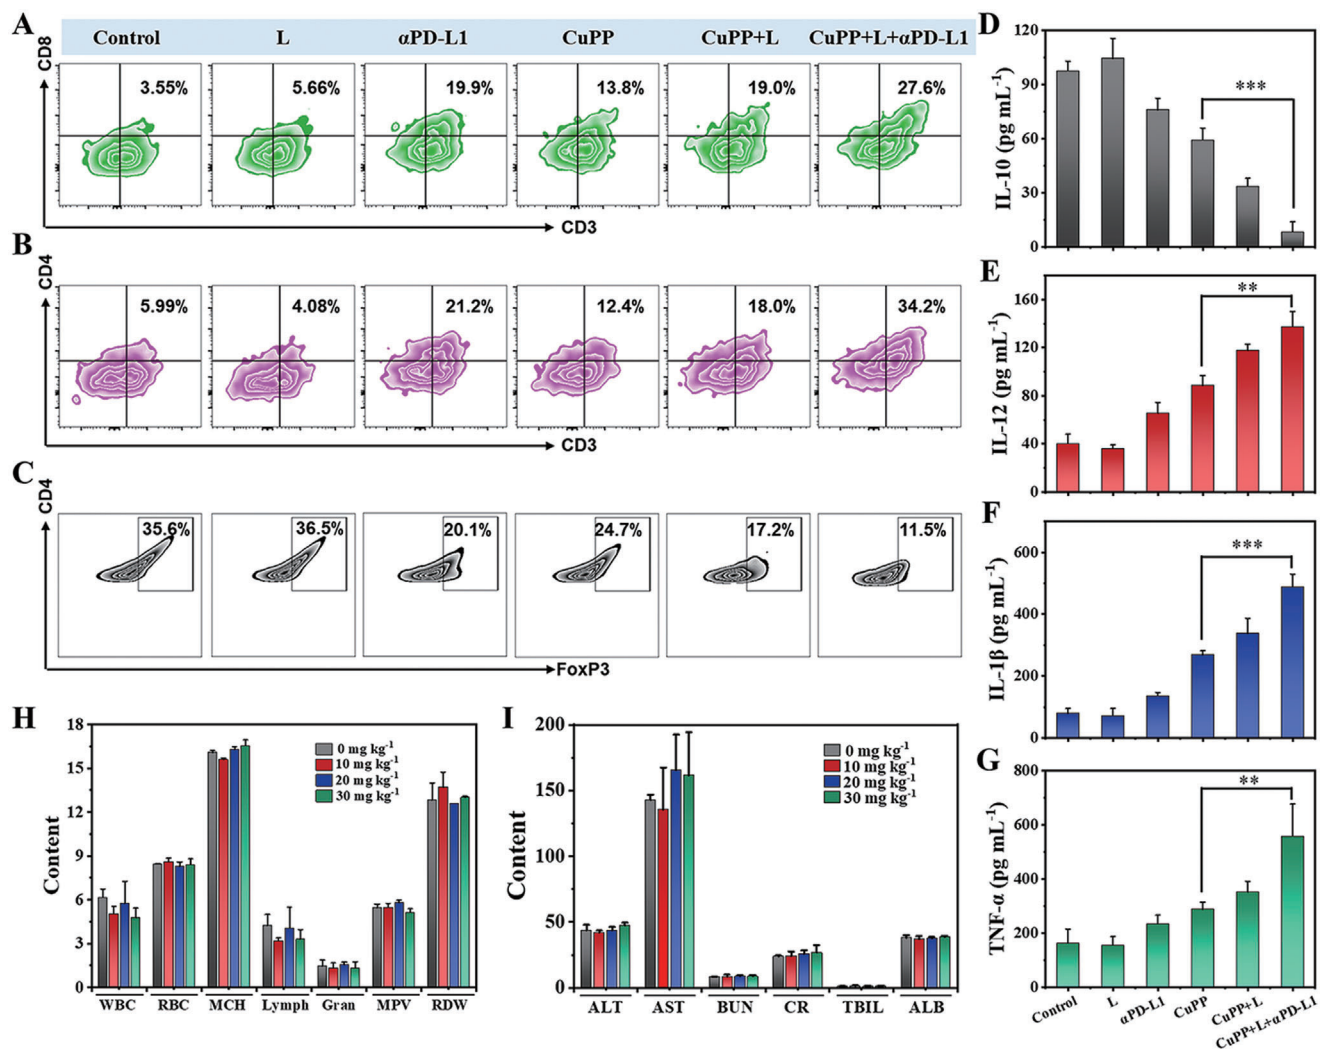 A
Control L αPD-L1 CuPP CuPP+L CuPP+L+αPD-L1
CD8
3.55% 5.66% 19.9% 13.8% 19.0% 27.6%
CD3
B
CD4
5.99% 4.08% 21.2% 12.4% 18.0% 34.2%
CD3
C
CD4
35.6% 36.5% 20.1% 24.7% 17.2% 11.5%
FoxP3
D
IL-10 (pg mL⁻¹)
120
90
60
30
0
***
E
IL-12 (pg mL⁻¹)
160
120
80
40
0
**
F
IL-1β (pg mL⁻¹)
600
400
200
0
***
G
TNF-α (pg mL⁻¹)
800
600
400
200
0
**
Control L αPD-L1 CuPP CuPP+L CuPP+L+αPD-L1
H
Content
18
15
12
9
6
3
0
0 mg kg⁻¹
10 mg kg⁻¹
20 mg kg⁻¹
30 mg kg⁻¹
WBC RBC MCH Lymph Gran MPV RDW
I
Content
200
150
100
50
0
0 mg kg⁻¹
10 mg kg⁻¹
20 mg kg⁻¹
30 mg kg⁻¹
ALT AST BUN CR TBIL ALB